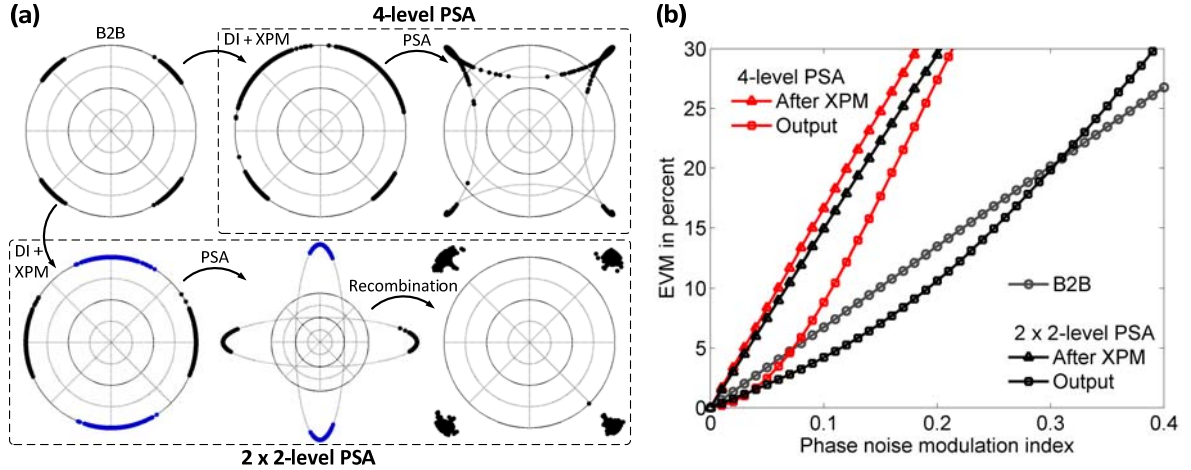 (a)
4-level PSA
B2B
DI + XPM
PSA
DI +
XPM
PSA
Recombination
2 x 2-level PSA
(b)
30
25
20
15
10
5
0
EVM in percent
4-level PSA
After XPM
Output
B2B
2 x 2-level PSA
After XPM
Output
0
0.1
0.2
0.3
0.4
Phase noise modulation index